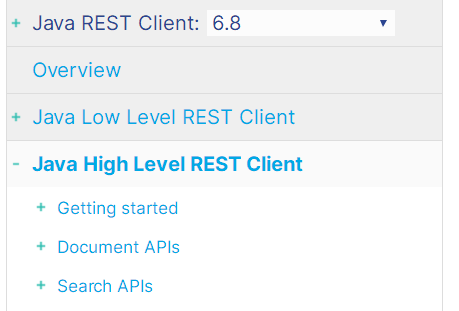 + Java REST Client: 6.8 ▼
Overview
+ Java Low Level REST Client
- Java High Level REST Client
+ Getting started
+ Document APIs
+ Search APIs